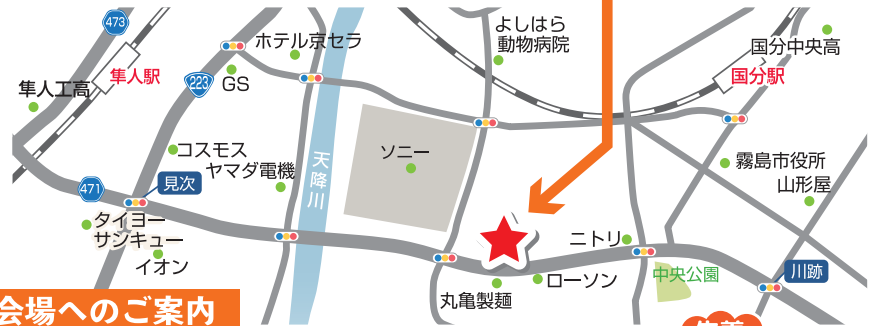 473
ホテル京セラ
よしはら
動物病院
国分中央高
隼人駅
国分駅
隼人工高
223
GS
コスモス
ヤマダ電機
天降川
ソニー
霧島市役所
山形屋
471
見次
タイヨー
サンキュー
イオン
ニトリ
ローソン
丸亀製麺
中央公園
川跡
会場へのご案内